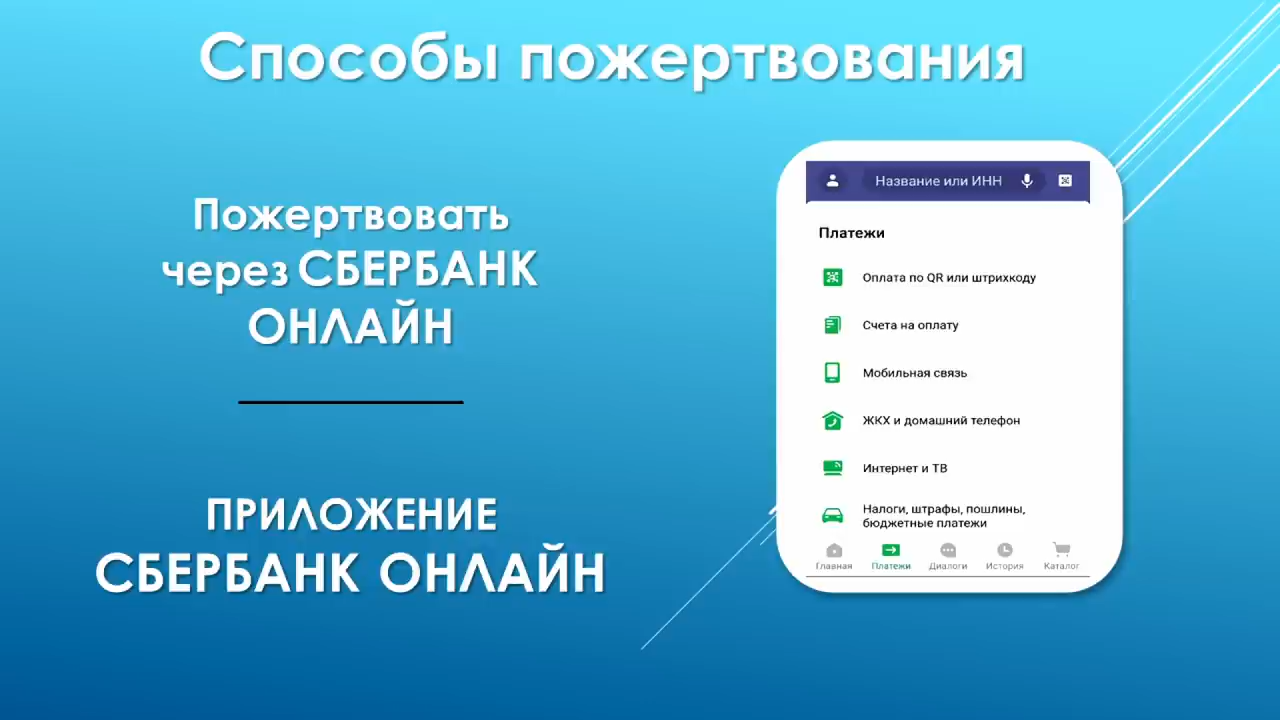 Способы пожертвования
Пожертвовать
через СБЕРБАНК
ОНЛАЙН
ПРИЛОЖЕНИЕ
СБЕРБАНК ОНЛАЙН
Название или ИНН
Платежи
Оплата по QR или штрихкоду
Счета на оплату
Мобильная связь
ЖКХ и домашний телефон
Интернет и ТВ
Налоги, штрафы, пошлины,
бюджетные платежи
Главная Платежи Диалоги История Каталог